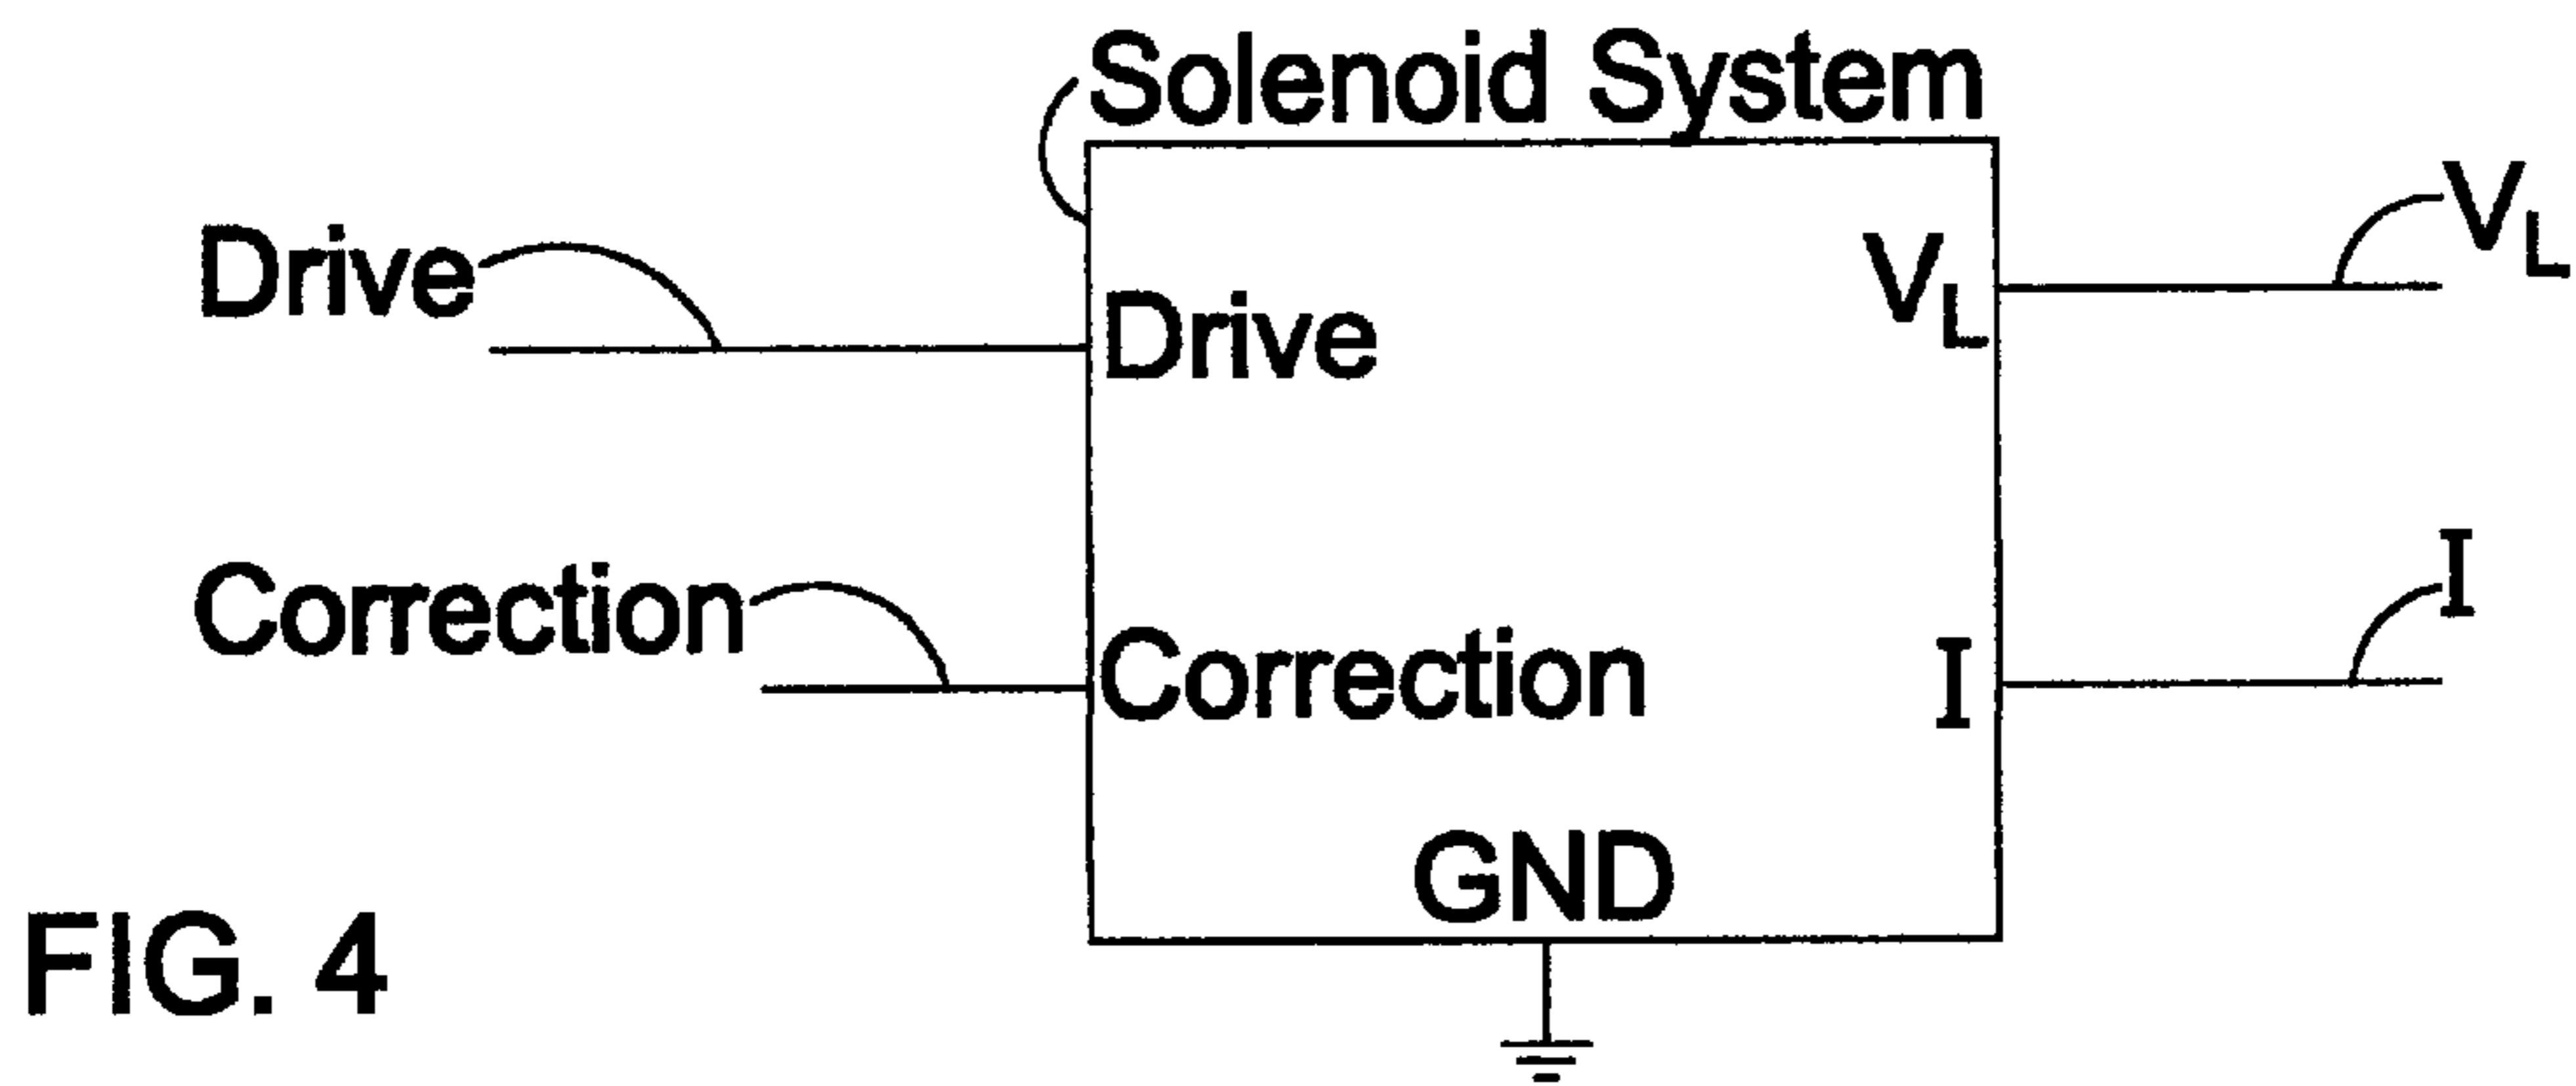 Solenoid System
Drive
V_L
V_L
Drive
Correction
I
Correction
I
GND
FIG. 4